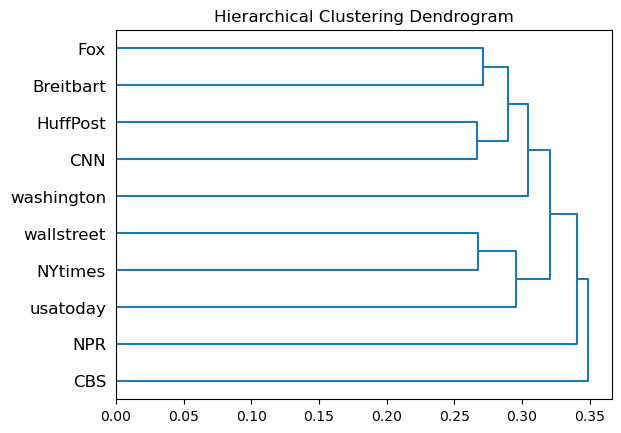 Hierarchical Clustering Dendrogram
Fox
Breitbart
HuffPost
CNN
washington
wallstreet
NYtimes
usatoday
NPR
CBS
0.00 0.05 0.10 0.15 0.20 0.25 0.30 0.35